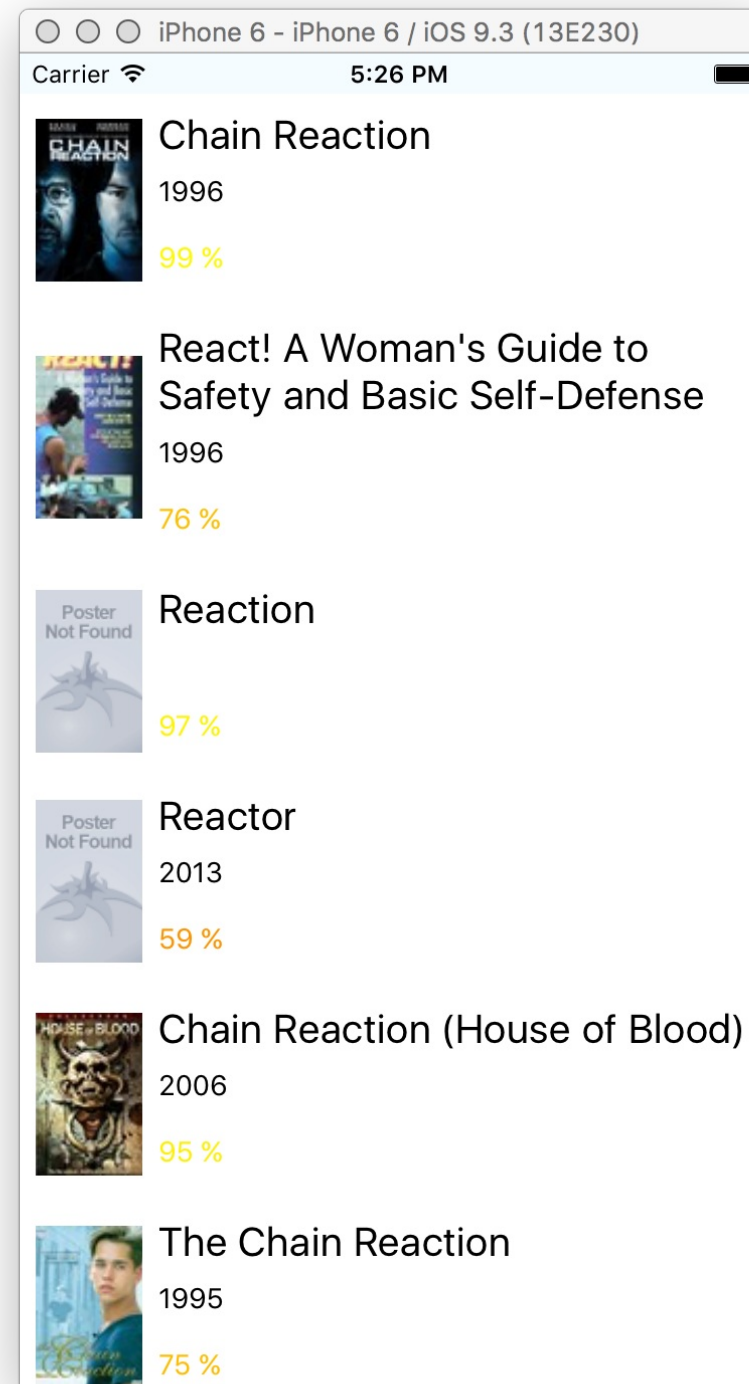 iPhone 6 - iPhone 6 / iOS 9.3 (13E230)
Carrier
5:26 PM
CHAIN
REACTION
Chain Reaction
1996
99 %
REACT!
React! A Woman's Guide to
Safety and Basic Self-Defense
1996
76 %
Poster
Not Found
Reaction
97 %
Poster
Not Found
Reactor
2013
59 %
HOUSE of BLOOD
Chain Reaction (House of Blood)
2006
95 %
Chain
Reaction
The Chain Reaction
1995
75 %